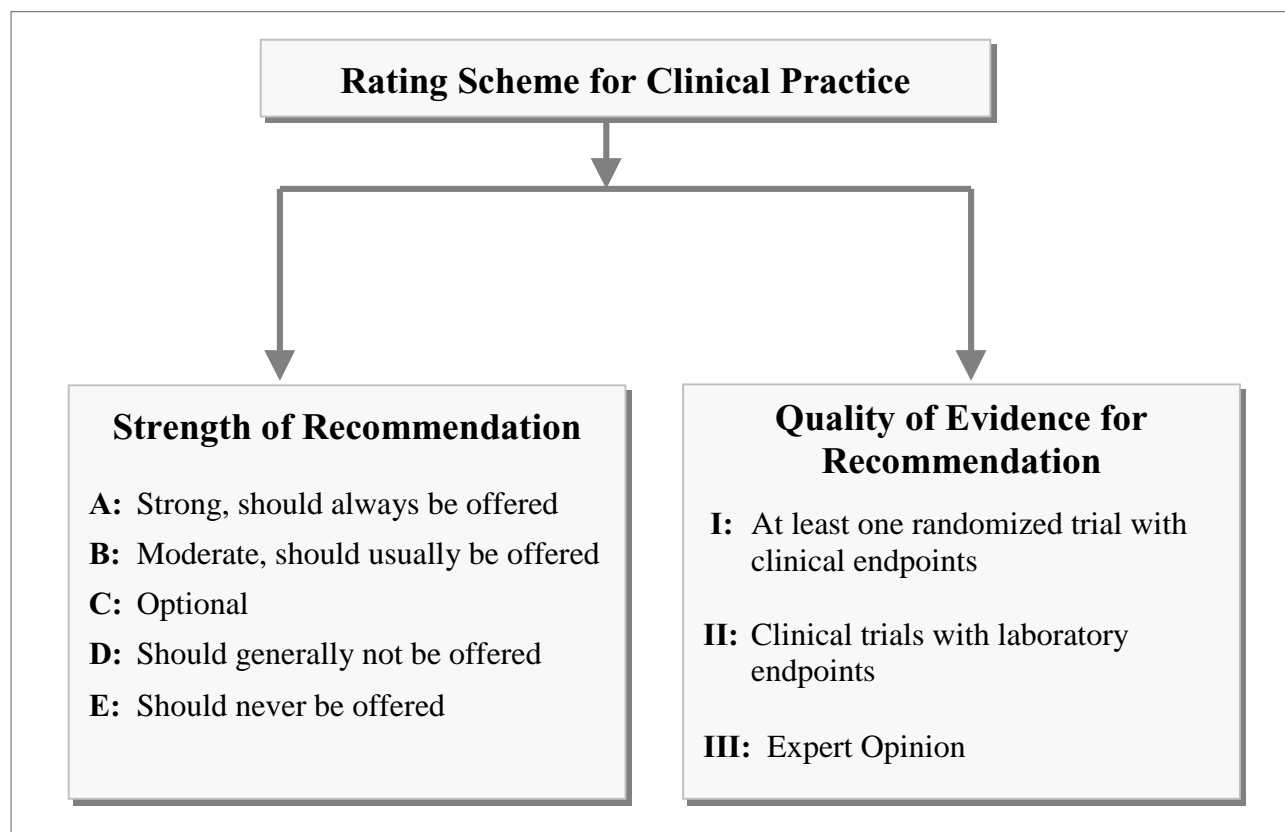 Rating Scheme for Clinical Practice
Strength of Recommendation
A: Strong, should always be offered
B: Moderate, should usually be offered
C: Optional
D: Should generally not be offered
E: Should never be offered
Quality of Evidence for
Recommendation
I: At least one randomized trial with
clinical endpoints
II: Clinical trials with laboratory
endpoints
III: Expert Opinion